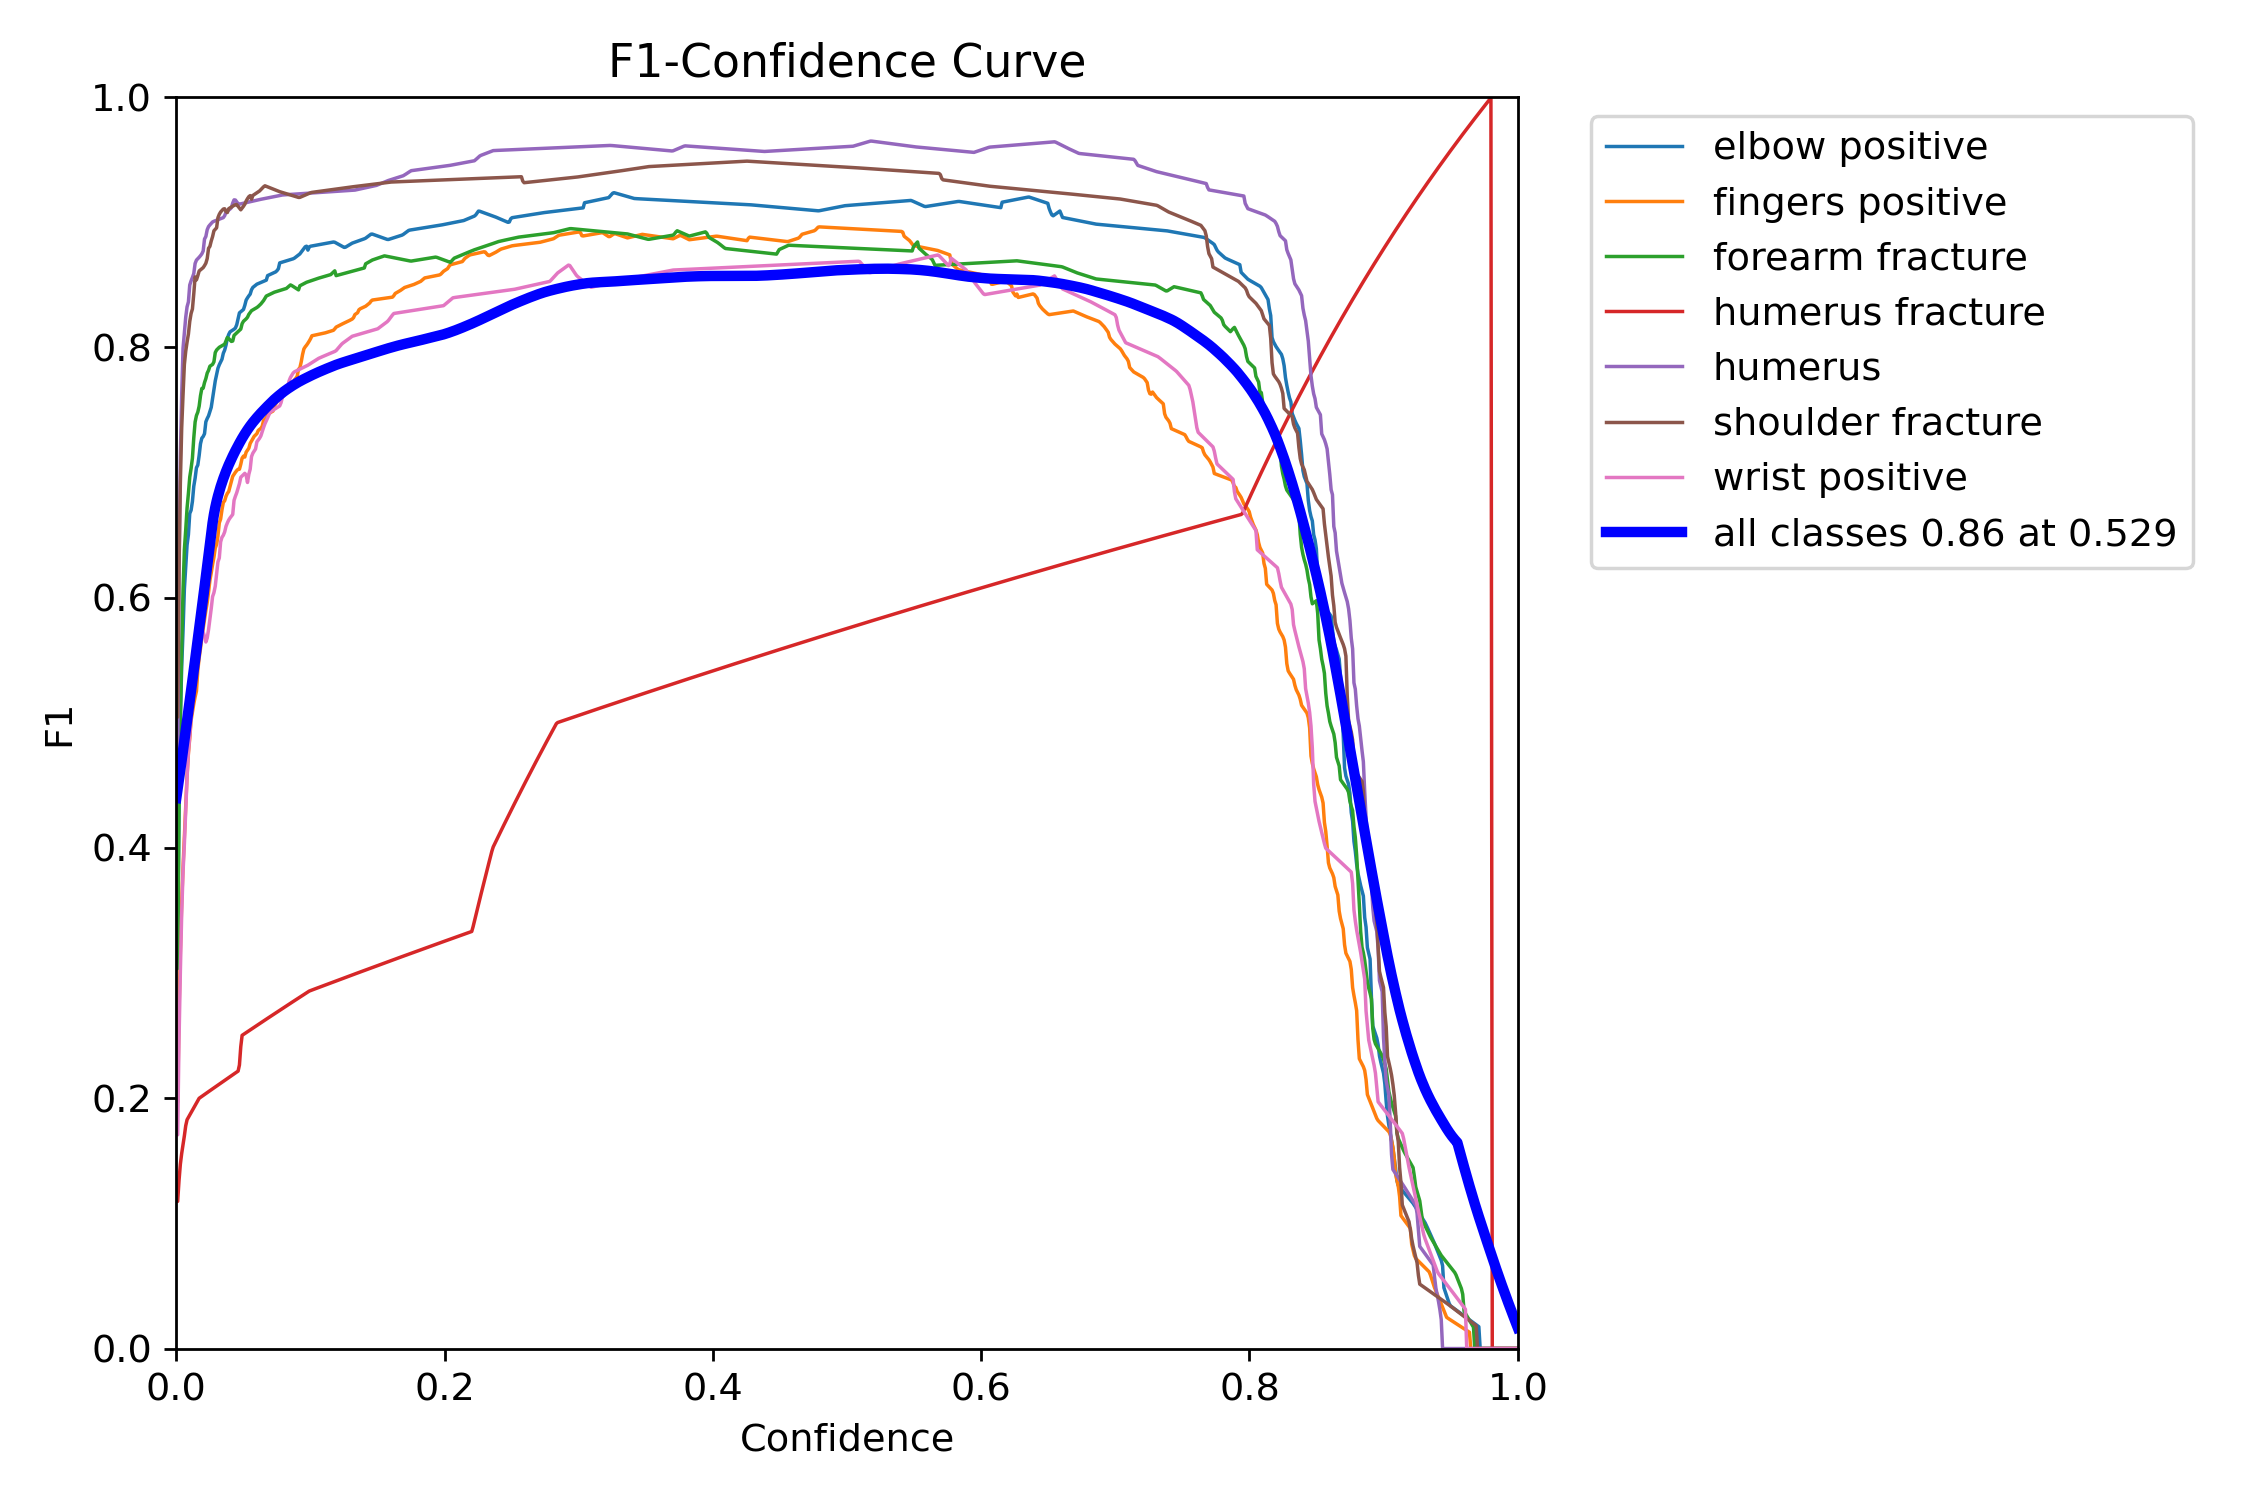 F1-Confidence Curve
1.0
0.8
0.6
0.4
0.2
0.0
F1
0.0 0.2 0.4 0.6 0.8 1.0
Confidence
elbow positive
fingers positive
forearm fracture
humerus fracture
humerus
shoulder fracture
wrist positive
all classes 0.86 at 0.529